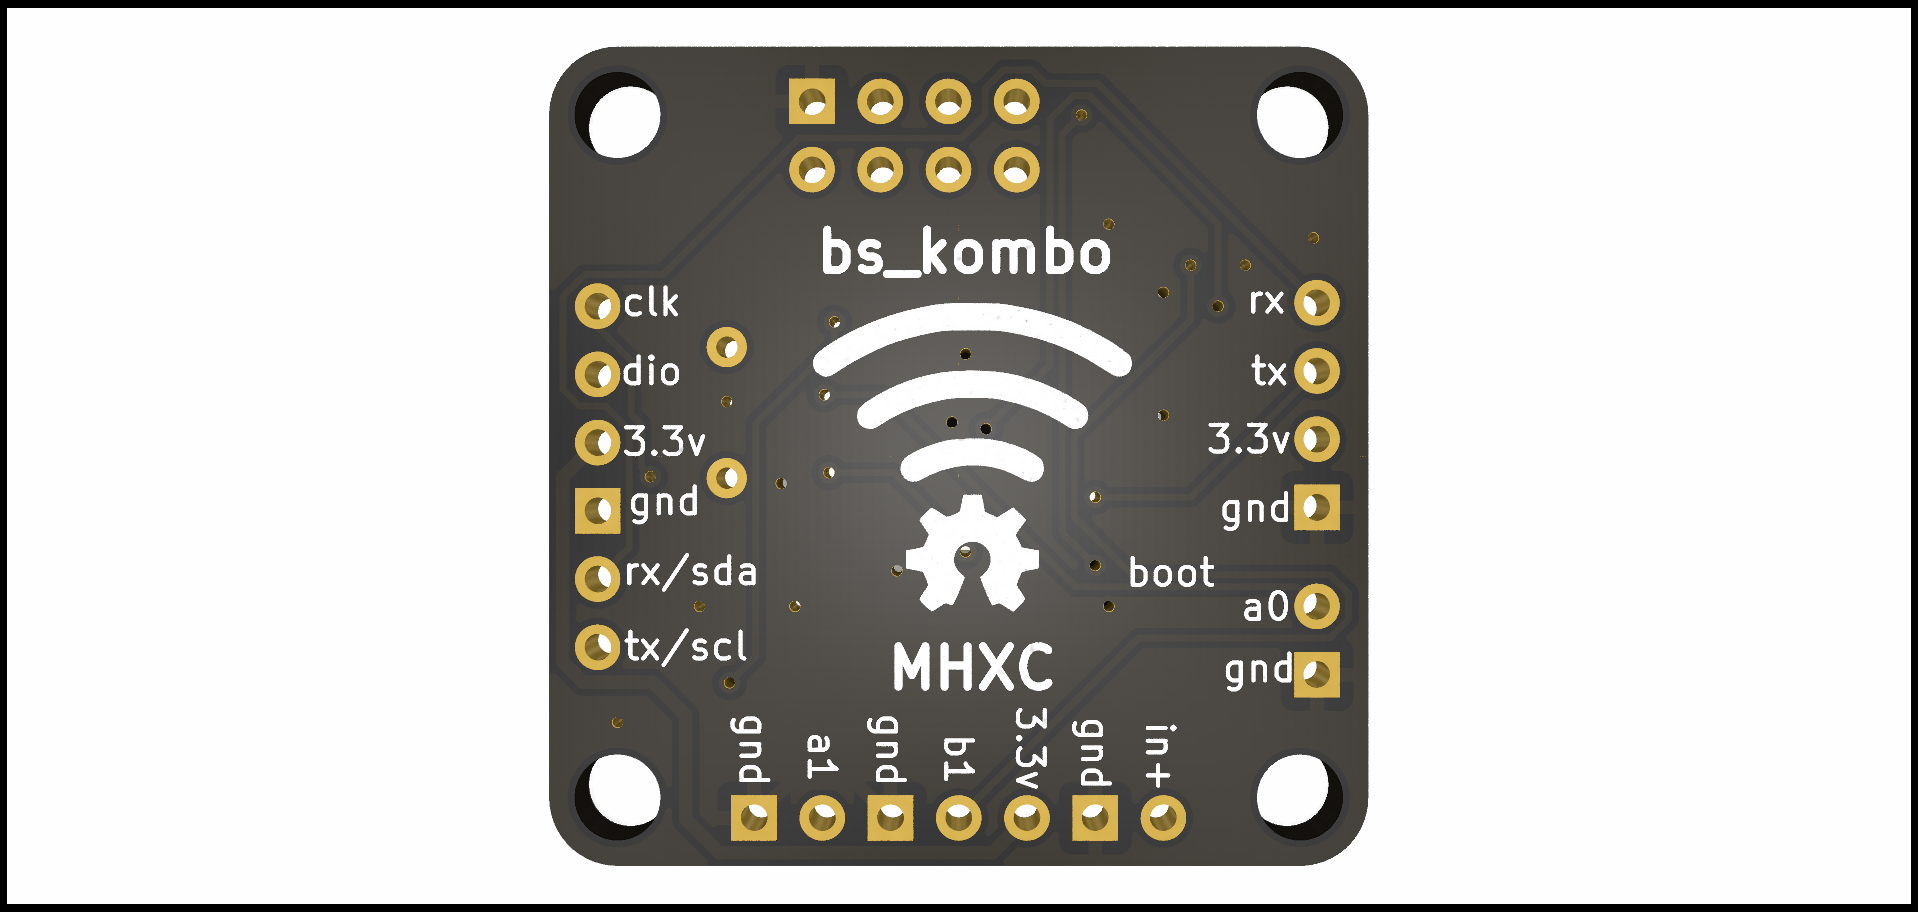 bs_kombo
clk
dio
3.3v
gnd
rx/sda
tx/scl
rx
tx
3.3v
gnd
boot
a0
gnd
MHXC
gnd
a1
gnd
b1
3.3v
gnd
in+